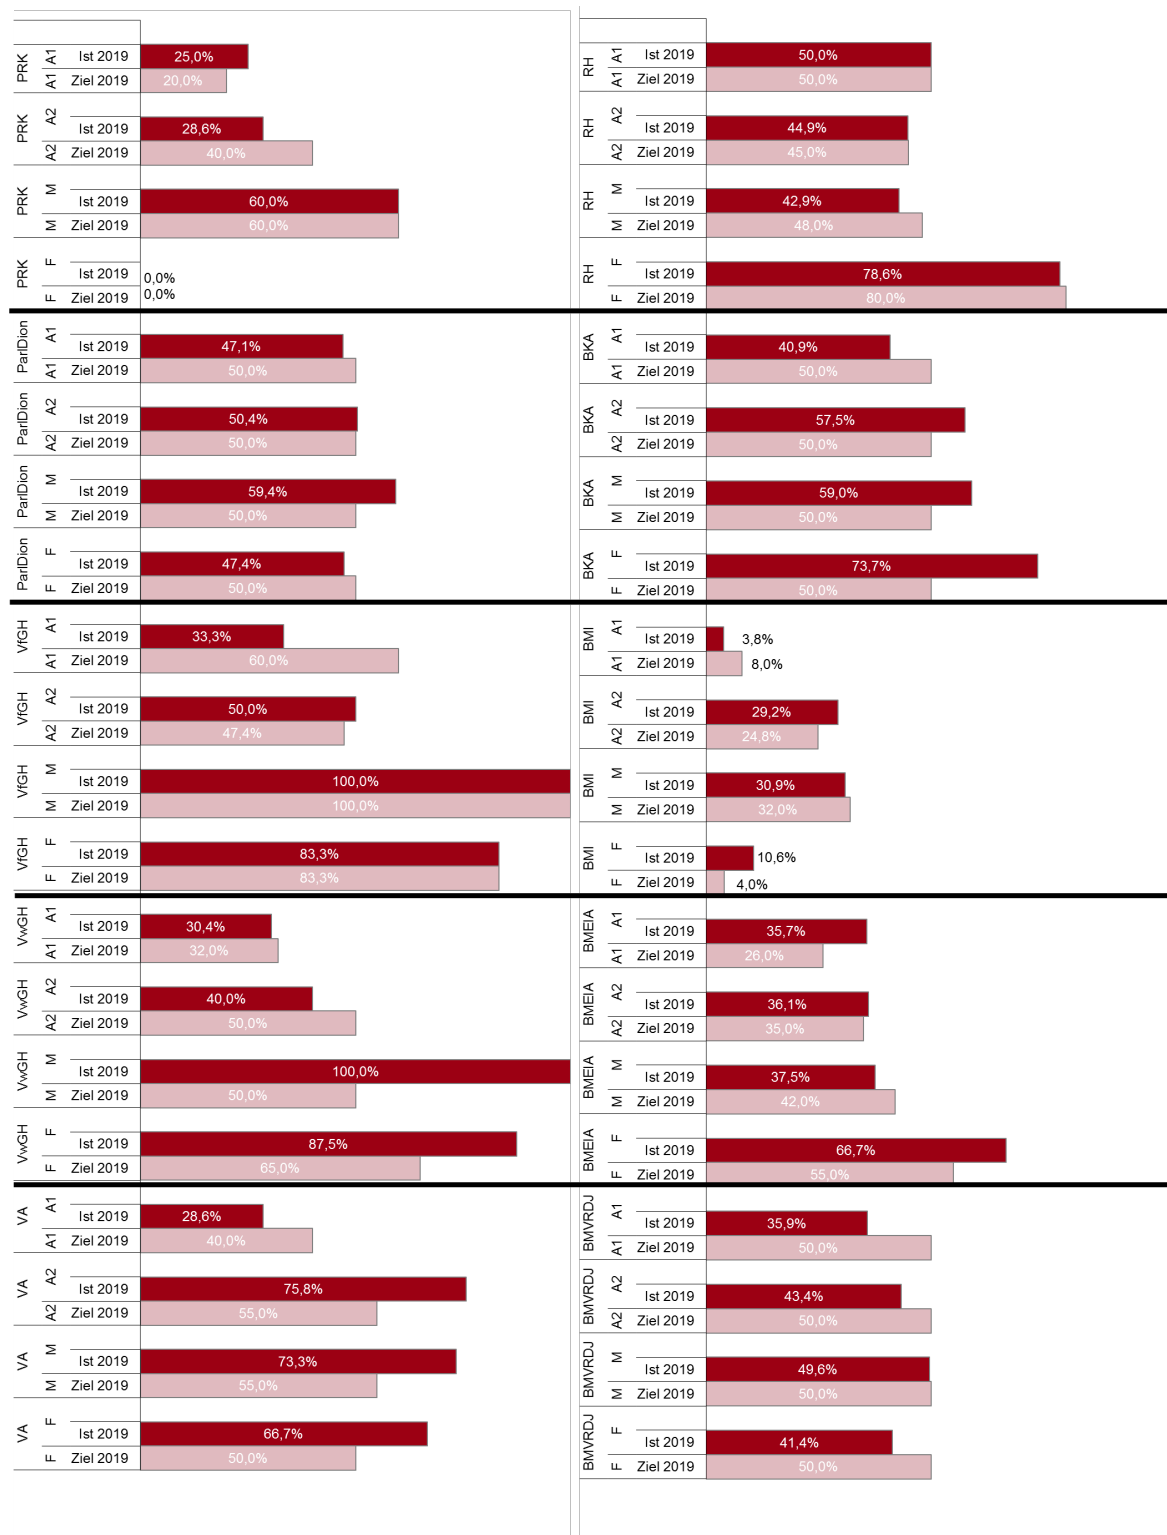 PRK A1 Ist 2019 25,0%
A1 Ziel 2019 20,0%
PRK A2 Ist 2019 28,6%
A2 Ziel 2019 40,0%
PRK M Ist 2019 60,0%
M Ziel 2019 60,0%
PRK F Ist 2019 0,0%
F Ziel 2019 0,0%
ParlDion A1 Ist 2019 47,1%
A1 Ziel 2019 50,0%
ParlDion A2 Ist 2019 50,4%
A2 Ziel 2019 50,0%
ParlDion M Ist 2019 59,4%
M Ziel 2019 50,0%
ParlDion F Ist 2019 47,4%
F Ziel 2019 50,0%
VfGH A1 Ist 2019 33,3%
A1 Ziel 2019 60,0%
VfGH A2 Ist 2019 50,0%
A2 Ziel 2019 47,4%
VfGH M Ist 2019 100,0%
M Ziel 2019 100,0%
VfGH F Ist 2019 83,3%
F Ziel 2019 83,3%
VwGH A1 Ist 2019 30,4%
A1 Ziel 2019 32,0%
VwGH A2 Ist 2019 40,0%
A2 Ziel 2019 50,0%
VwGH M Ist 2019 100,0%
M Ziel 2019 50,0%
VwGH F Ist 2019 87,5%
F Ziel 2019 65,0%
VA A1 Ist 2019 28,6%
A1 Ziel 2019 40,0%
VA A2 Ist 2019 75,8%
A2 Ziel 2019 55,0%
VA M Ist 2019 73,3%
M Ziel 2019 55,0%
VA F Ist 2019 66,7%
F Ziel 2019 50,0%
RH A1 Ist 2019 50,0%
A1 Ziel 2019 50,0%
RH A2 Ist 2019 44,9%
A2 Ziel 2019 45,0%
RH M Ist 2019 42,9%
M Ziel 2019 48,0%
RH F Ist 2019 78,6%
F Ziel 2019 80,0%
BKA A1 Ist 2019 40,9%
A1 Ziel 2019 50,0%
BKA A2 Ist 2019 57,5%
A2 Ziel 2019 50,0%
BKA M Ist 2019 59,0%
M Ziel 2019 50,0%
BKA F Ist 2019 73,7%
F Ziel 2019 50,0%
BMI A1 Ist 2019 3,8%
A1 Ziel 2019 8,0%
BMI A2 Ist 2019 29,2%
A2 Ziel 2019 24,8%
BMI M Ist 2019 30,9%
M Ziel 2019 32,0%
BMI F Ist 2019 10,6%
F Ziel 2019 4,0%
BMEIA A1 Ist 2019 35,7%
A1 Ziel 2019 26,0%
BMEIA A2 Ist 2019 36,1%
A2 Ziel 2019 35,0%
BMEIA M Ist 2019 37,5%
M Ziel 2019 42,0%
BMEIA F Ist 2019 66,7%
F Ziel 2019 55,0%
BMVRDJ A1 Ist 2019 35,9%
A1 Ziel 2019 50,0%
BMVRDJ A2 Ist 2019 43,4%
A2 Ziel 2019 50,0%
BMVRDJ M Ist 2019 49,6%
M Ziel 2019 50,0%
BMVRDJ F Ist 2019 41,4%
F Ziel 2019 50,0%